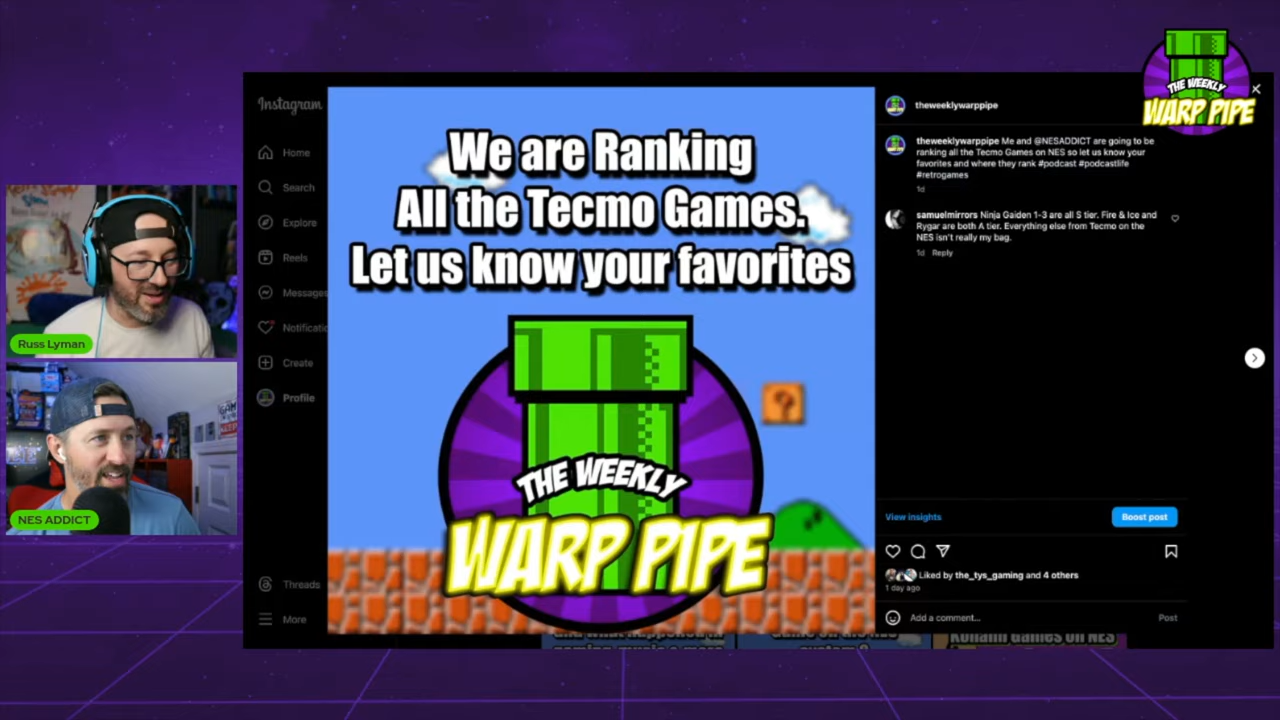 THE WEEKLY
WARP PIPE
Instagram
Home
Search
Explore
Reels
Messages
Create
Profile
Threads
More
We are Ranking
All the Tecmo Games.
Let us know your favorites
?
THE WEEKLY
WARP PIPE
theweeklywarppipe
theweeklywarppipe Me and @NESADDICT are going to be
ranking all the Tecmo Games on NES so let us know your
favorites and where they rank #podcast #podcastlife
#retrogames
1d
samuelmirrors Ninja Gaiden 1-3 are all S tier. Fire & Ice and
Rygar are both A tier. Everything else from Tecmo on the
NES isn't really my bag.
1d Reply
View insights
Boost post
Liked by the_tys_gaming and 4 others
1 day ago
Add a comment...
Post
Konami Games on NES
Russ Lyman
NES ADDICT